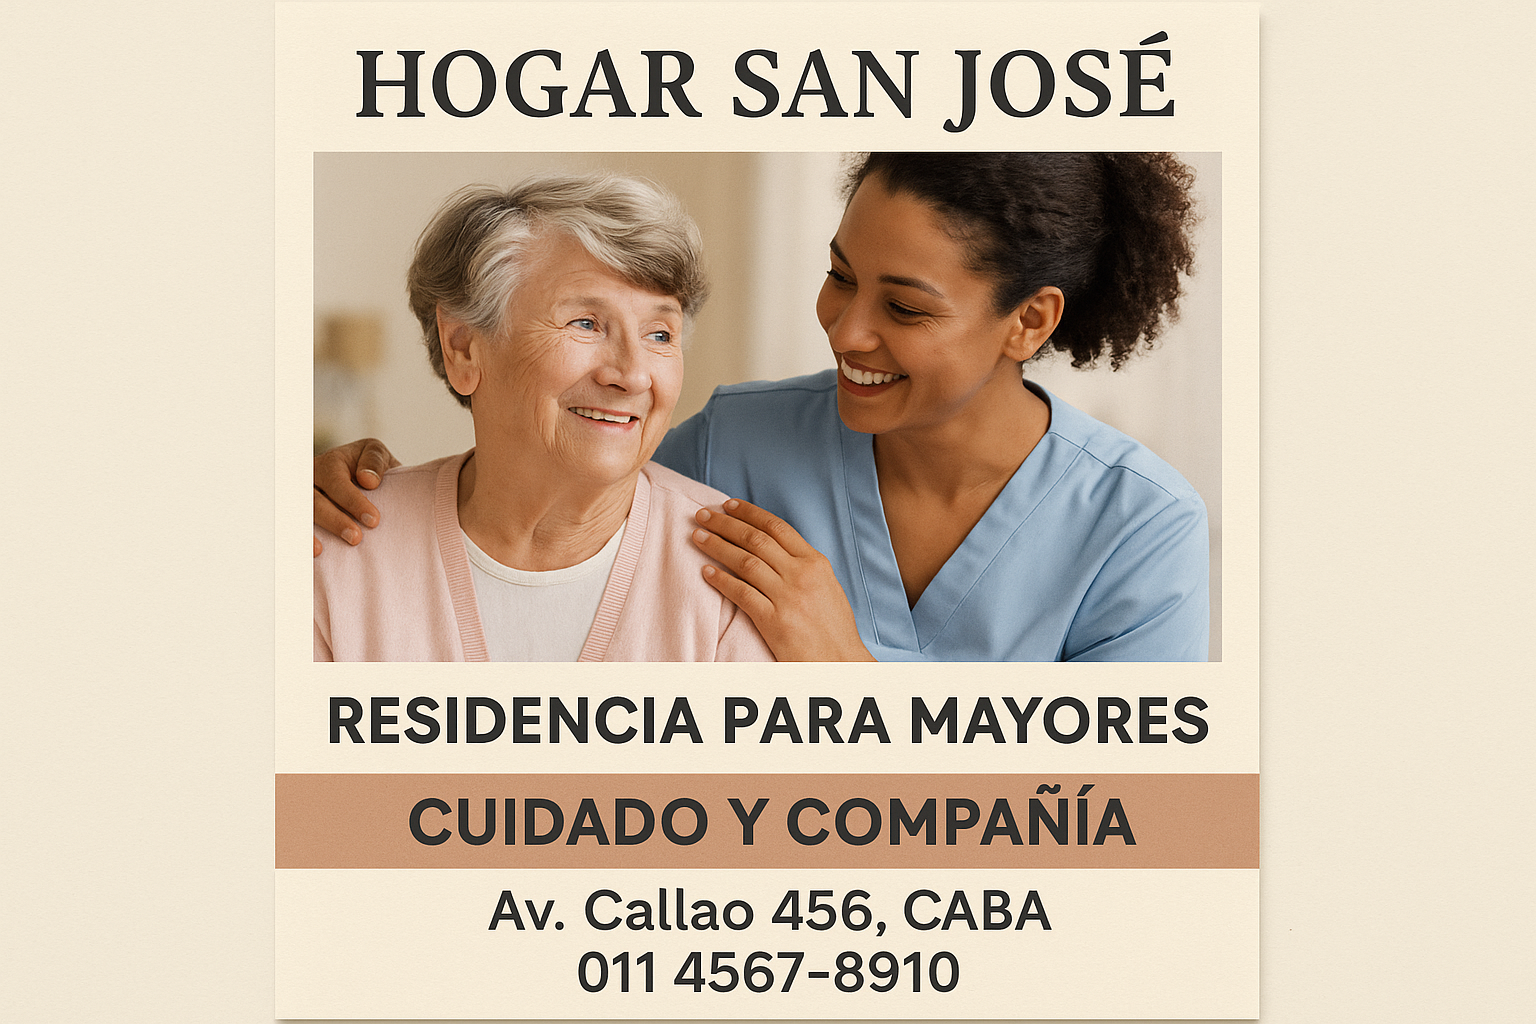 HOGAR SAN JOSÉ
RESIDENCIA PARA MAYORES
CUIDADO Y COMPAÑÍA
Av. Callao 456, CABA
011 4567-8910